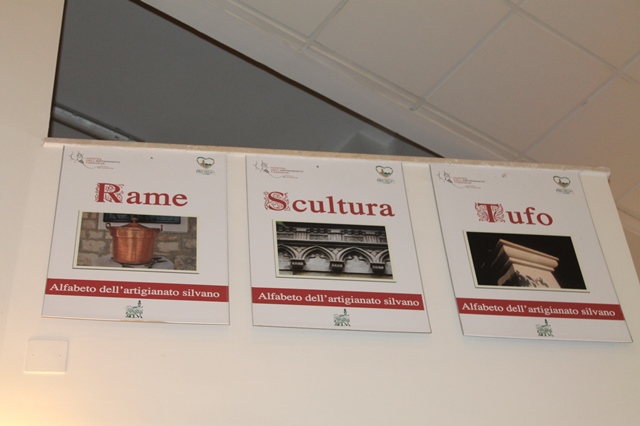 Rame
Alfabeto dell'artigianato silvano
Scultura
Alfabeto dell'artigianato silvano
Tufo
Alfabeto dell'artigianato silvano